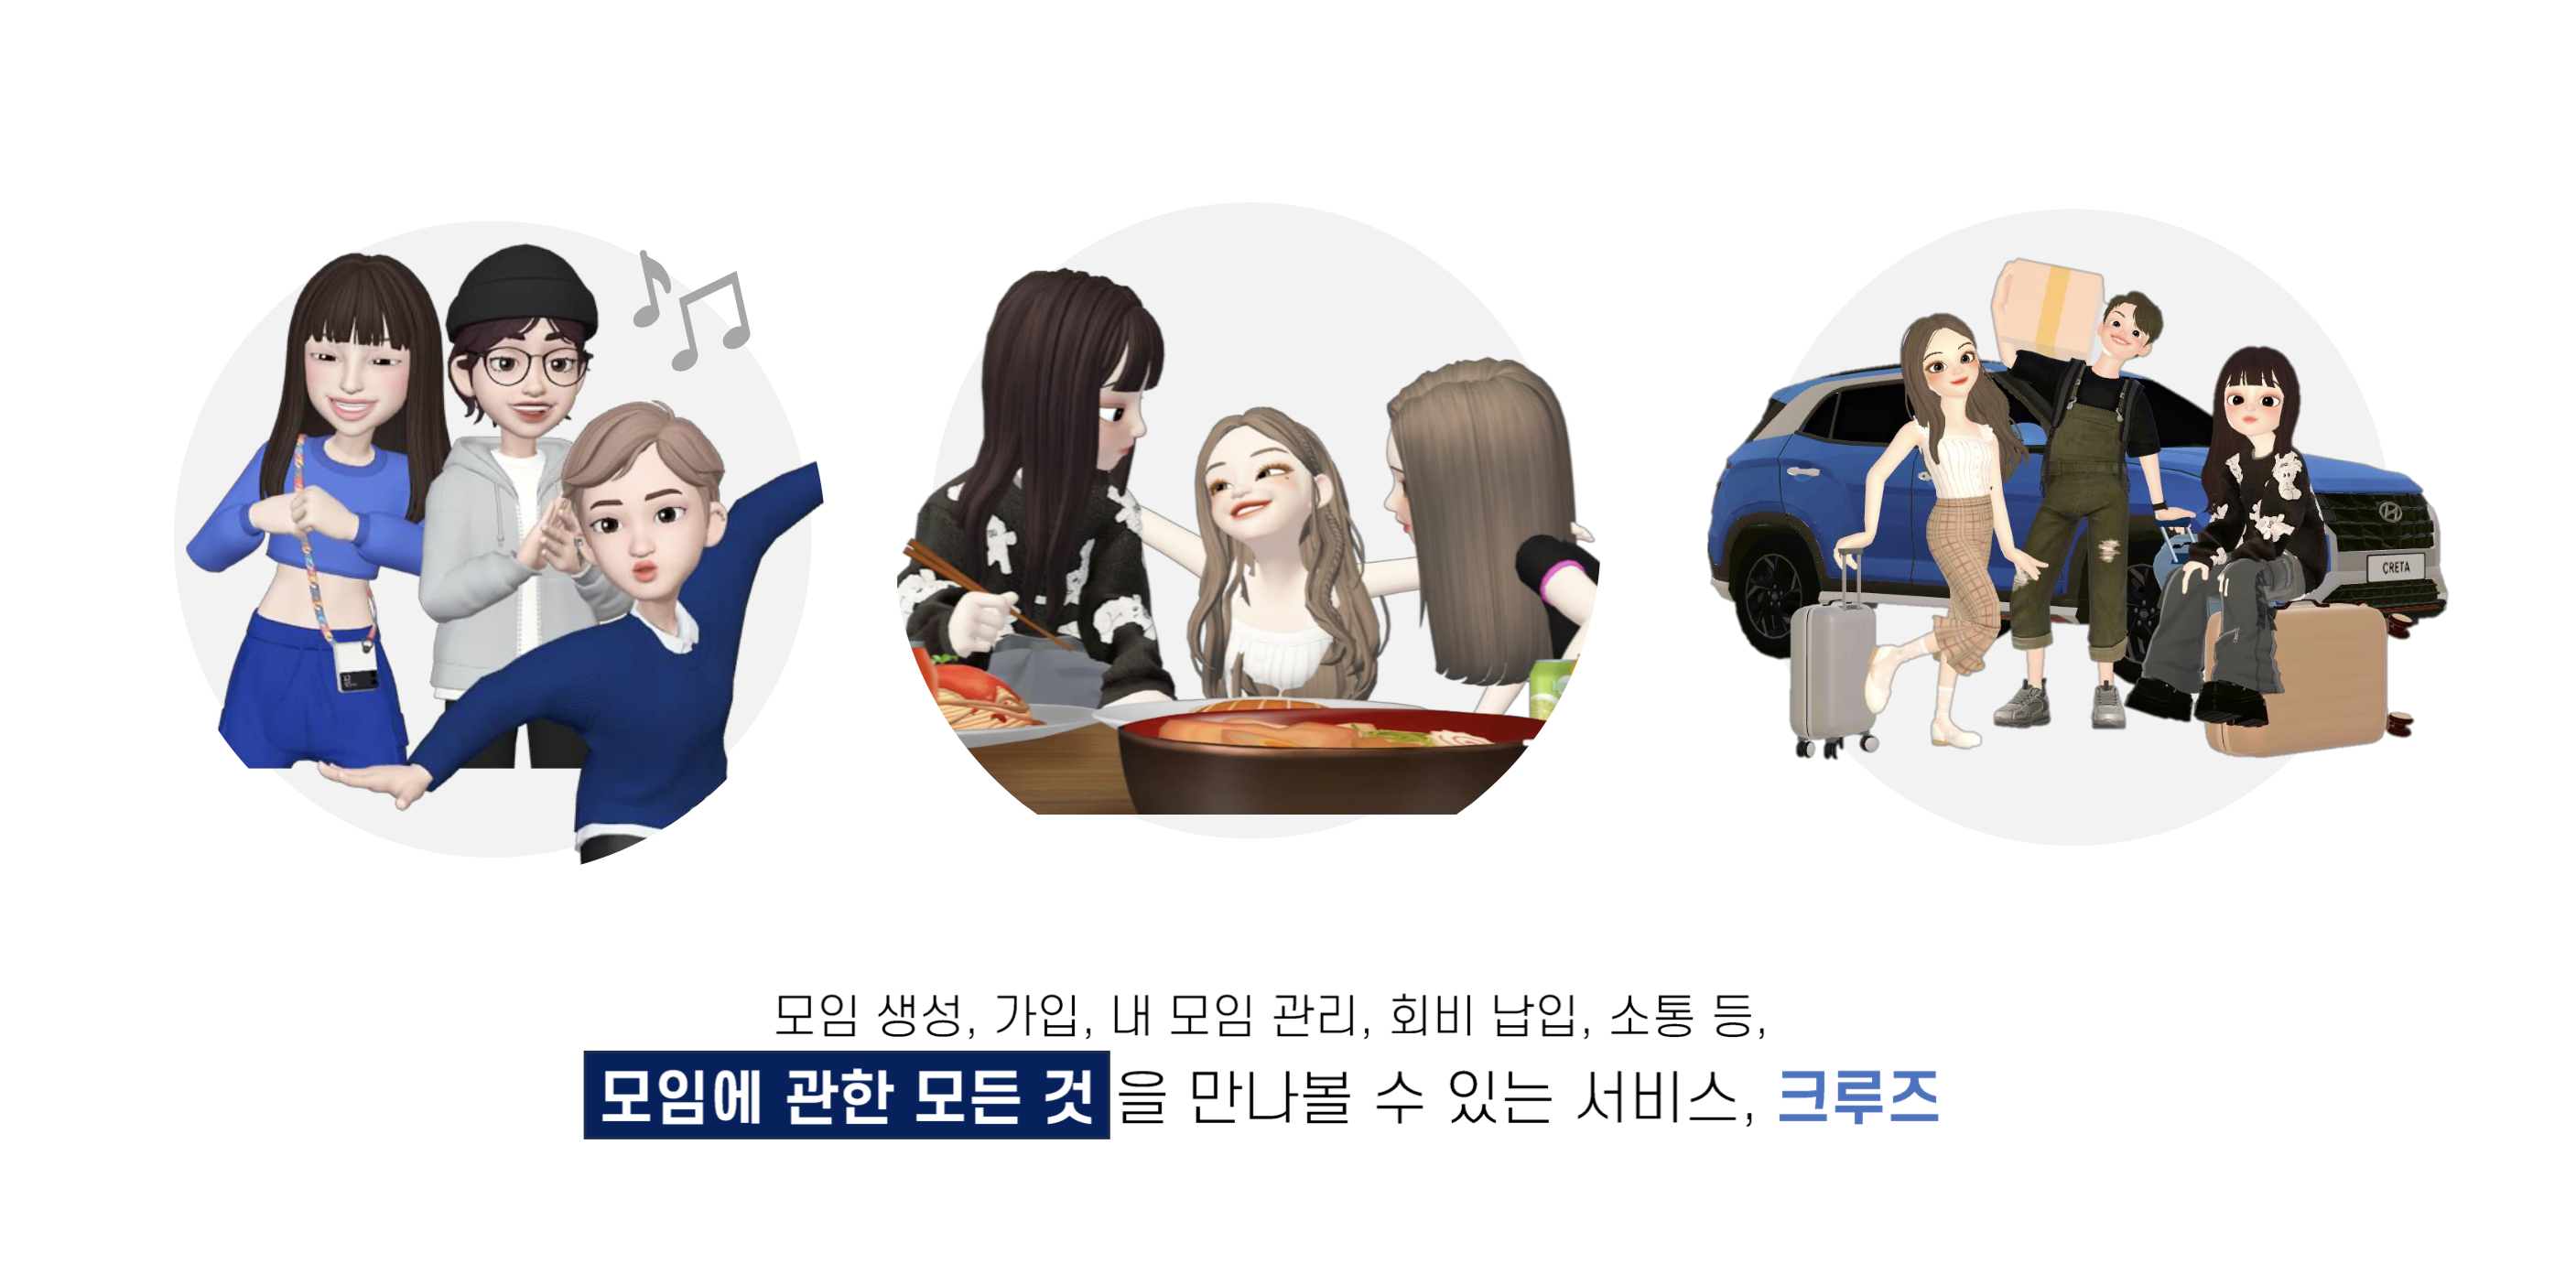 CRETA
모임 생성, 가입, 내 모임 관리, 회비 납입, 소통 등,
모임에 관한 모든 것을 만나볼 수 있는 서비스, 크루즈